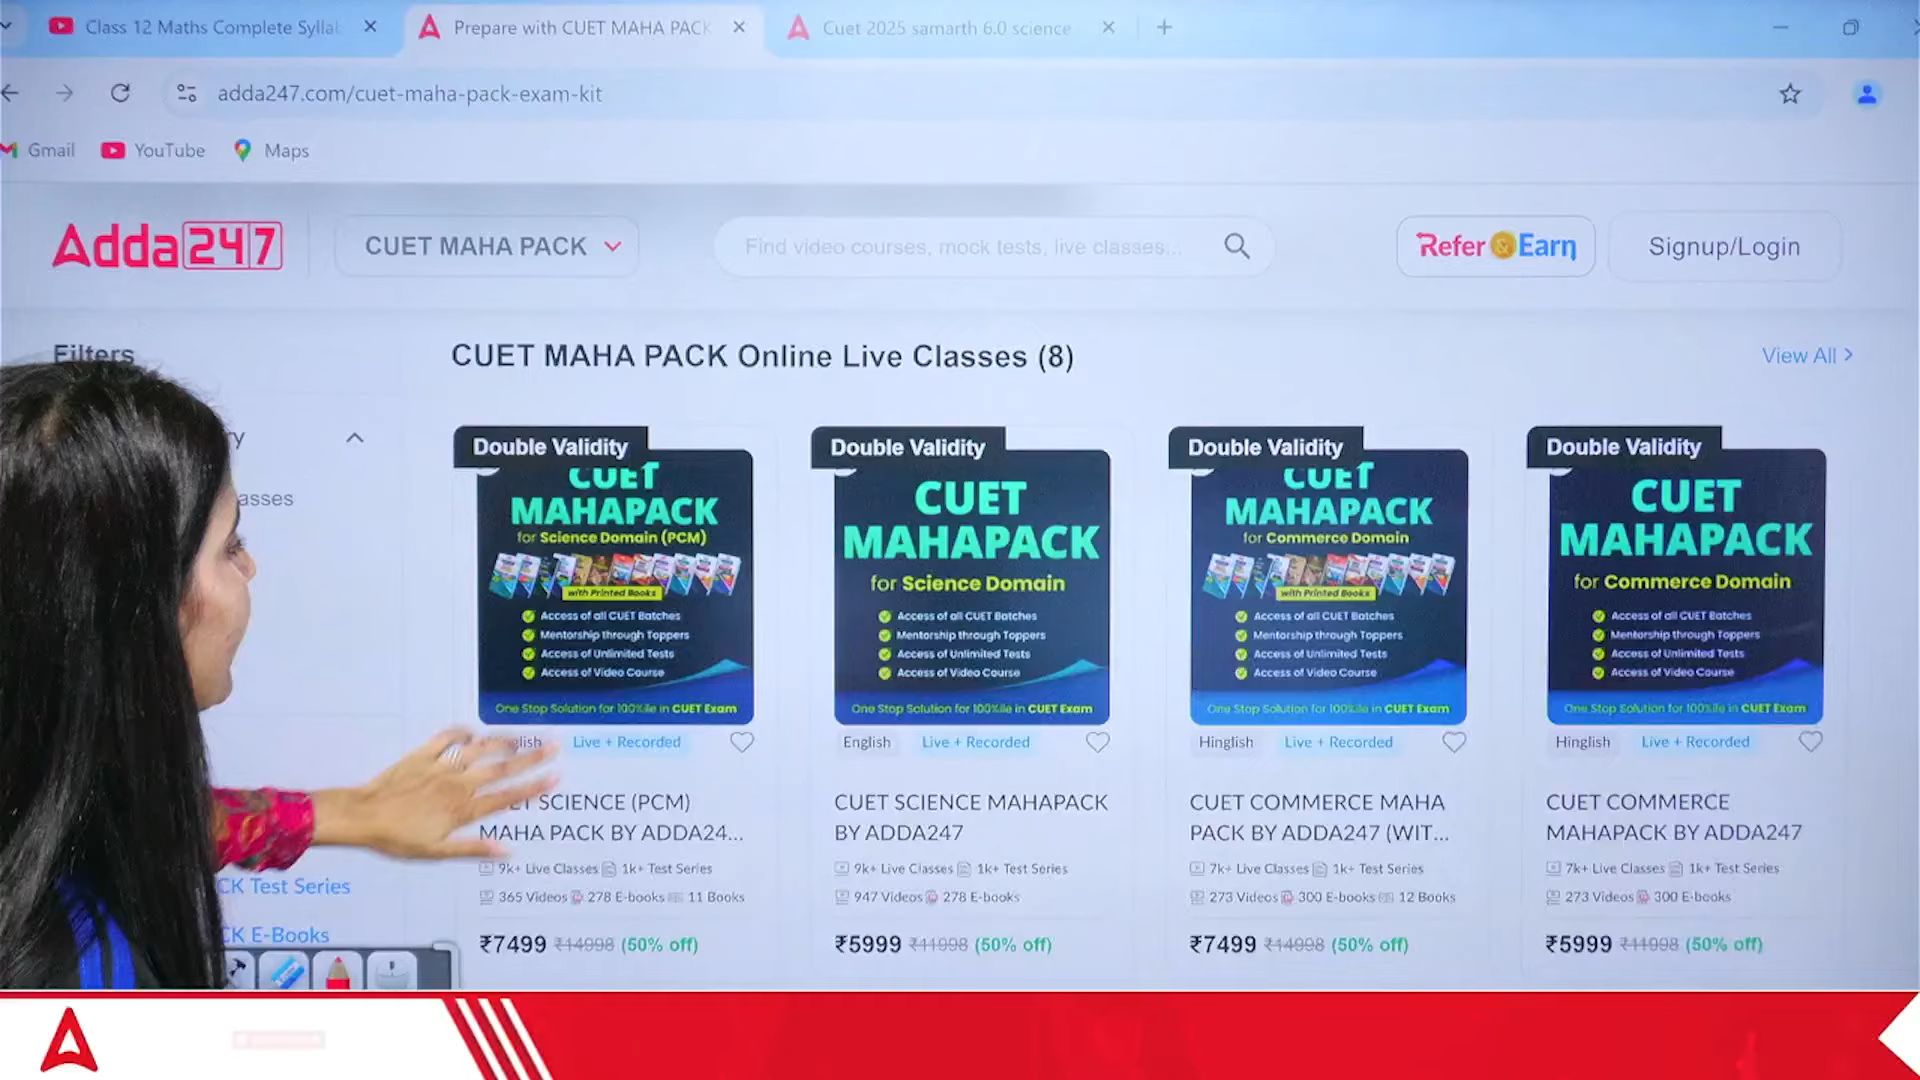 Class 12 Maths Complete Syllal
Prepare with CUET MAHA PACK
Cuet 2025 samarth 6.0 science
adda247.com/cuet-maha-pack-exam-kit
Gmail
YouTube
Maps
Adda247
CUET MAHA PACK
Find video courses, mock tests, live classes...
Refer & Earn
Signup/Login
Filters
CUET MAHA PACK Online Live Classes (8)
View All >
ry
asses
CK Test Series
CK E-Books
Double Validity
CUET
MAHAPACK
for Science Domain (PCM)
with Printed Books
Access of all CUET Batches
Mentorship through Toppers
Access of Unlimited Tests
Access of Video Course
One Stop Solution for 100%ile in CUET Exam
glish
Live + Recorded
ET SCIENCE (PCM)
MAHA PACK BY ADDA24...
9k+ Live Classes 1k+ Test Series
365 Videos 278 E-books 11 Books
₹7499 ₹14998 (50% off)
Double Validity
CUET
MAHAPACK
for Science Domain
Access of all CUET Batches
Mentorship through Toppers
Access of Unlimited Tests
Access of Video Course
One Stop Solution for 100%ile in CUET Exam
English
Live + Recorded
CUET SCIENCE MAHAPACK
BY ADDA247
9k+ Live Classes 1k+ Test Series
947 Videos 278 E-books
₹5999 ₹11998 (50% off)
Double Validity
CUET
MAHAPACK
for Commerce Domain
with Printed Books
Access of all CUET Batches
Mentorship through Toppers
Access of Unlimited Tests
Access of Video Course
One Stop Solution for 100%ile in CUET Exam
Hinglish
Live + Recorded
CUET COMMERCE MAHA
PACK BY ADDA247 (WIT...
7k+ Live Classes 1k+ Test Series
273 Videos 300 E-books 12 Books
₹7499 ₹14998 (50% off)
Double Validity
CUET
MAHAPACK
for Commerce Domain
Access of all CUET Batches
Mentorship through Toppers
Access of Unlimited Tests
Access of Video Course
One Stop Solution for 100%ile in CUET Exam
Hinglish
Live + Recorded
CUET COMMERCE
MAHAPACK BY ADDA247
7k+ Live Classes 1k+ Test Series
273 Videos 300 E-books
₹5999 ₹11998 (50% off)